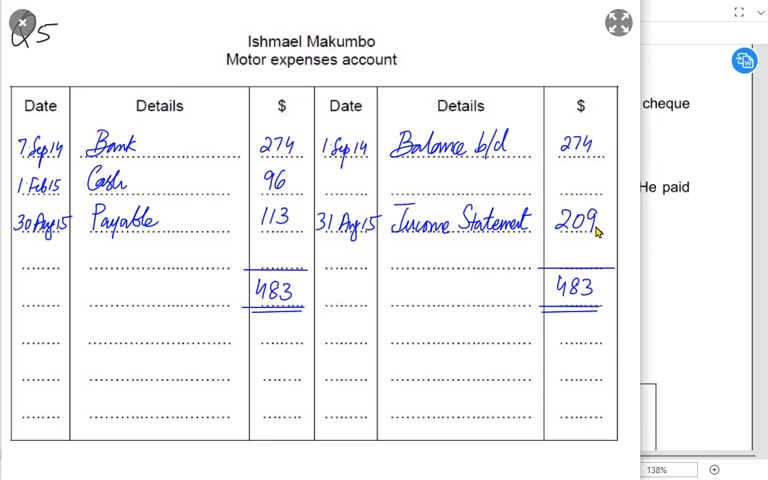 Q5
Ishmael Makumbo
Motor expenses account
Date Details $ Date Details $
7 Sep 14 Bank 274 1 Sep 14 Balance b/d 274
1 Feb 15 Cash 96
30 Aug 15 Payable 113 31 Aug 15 Income Statement 209
483 483
cheque
He paid
138%